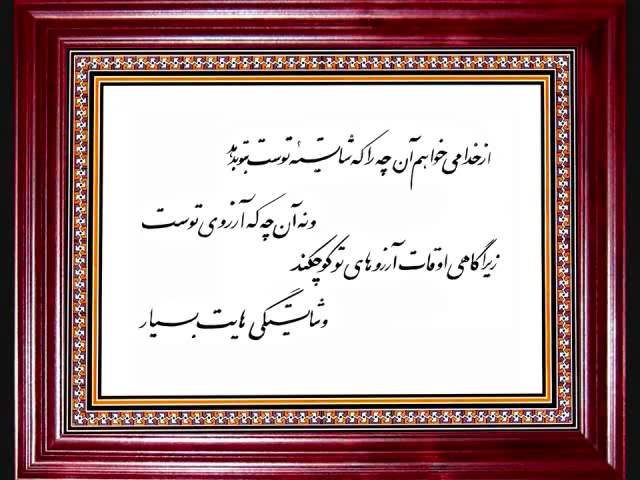 از خدا می خواهم آن چه را که شایسته توست بتو بدهد
و نه آن چه که آرزوی توست
زیرا گاهی اوقات آرزوهای تو کوچکند
و شایستگی هایت بسیار